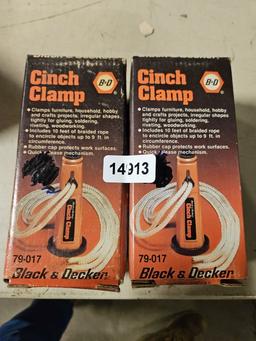 Cinch
Clamp
B&D
• Clamps furniture, household, hobby
and crafts projects, irregular shapes
tightly for gluing, soldering,
riveting, woodworking.
• Includes 10 feet of braided rope
to encircle objects up to 9 ft. in
circumference.
• Rubber cap protects work surfaces.
• Quick release mechanism.
Cinch Clamp
79-017
Black & Decker
14913
Cinch
Clamp
B&D
• Clamps furniture, household, hobby
and crafts projects, irregular shapes
tightly for gluing, soldering,
riveting, woodworking.
• Includes 10 feet of braided rope
to encircle objects up to 9 ft. in
circumference.
• Rubber cap protects work surfaces.
• Quick release mechanism.
Cinch Clamp
79-017
Black & Decker